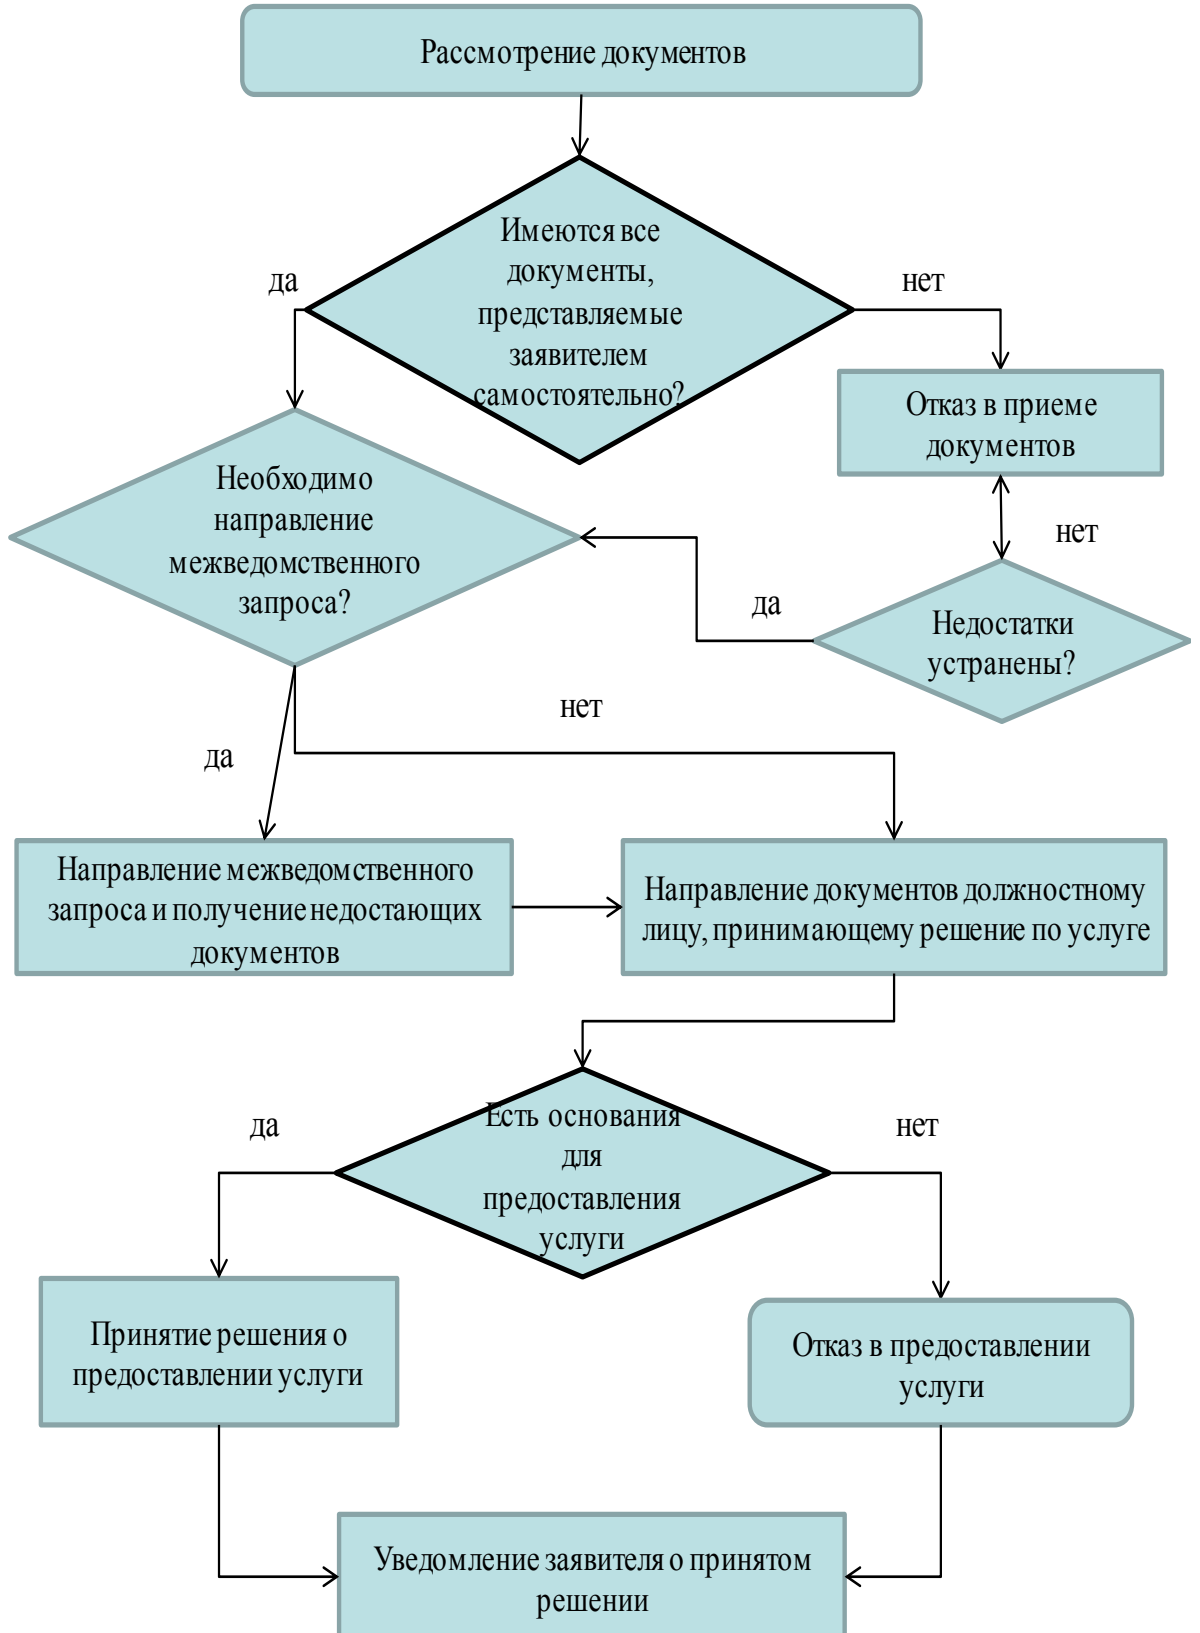 Рассмотрение документов
Имеются все
документы,
представляемые
заявителем
самостоятельно?
да
нет
Отказ в приеме
документов
Необходимо
направление
межведомственного
запроса?
нет
да
Недостатки
устранены?
нет
да
Направление межведомственного
запроса и получение недостающих
документов
Направление документов должностному
лицу, принимающему решение по услуге
Есть основания
для
предоставления
услуги
да
нет
Принятие решения о
предоставлении услуги
Отказ в предоставлении
услуги
Уведомление заявителя о принятом
решении